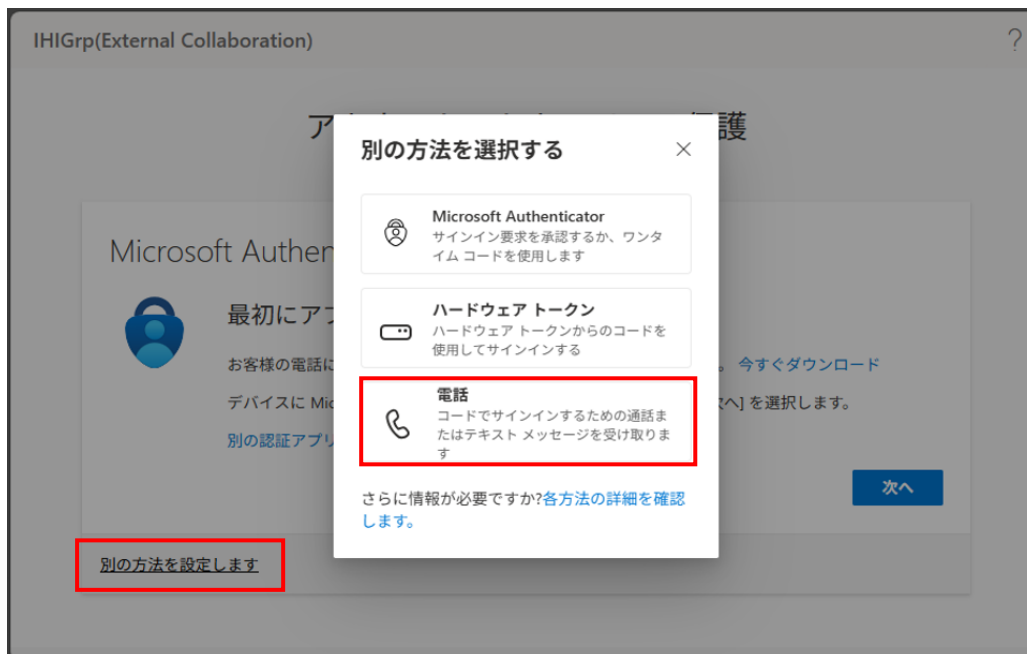 IHIGrp(External Collaboration)
?
護
別の方法を選択する
Microsoft Authenticator
サインイン要求を承認するか、ワンタ
イム コードを使用します
ハードウェア トークン
ハードウェア トークンからのコードを
使用してサインインする
電話
コードでサインインするための通話ま
たはテキスト メッセージを受け取りま
す
さらに情報が必要ですか?各方法の詳細を確認
します。
Microsoft Authen
最初にアプ
お客様の電話に
。 今すぐダウンロード
デバイスに Mic
へ] を選択します。
別の認証アプリ
次へ
別の方法を設定します